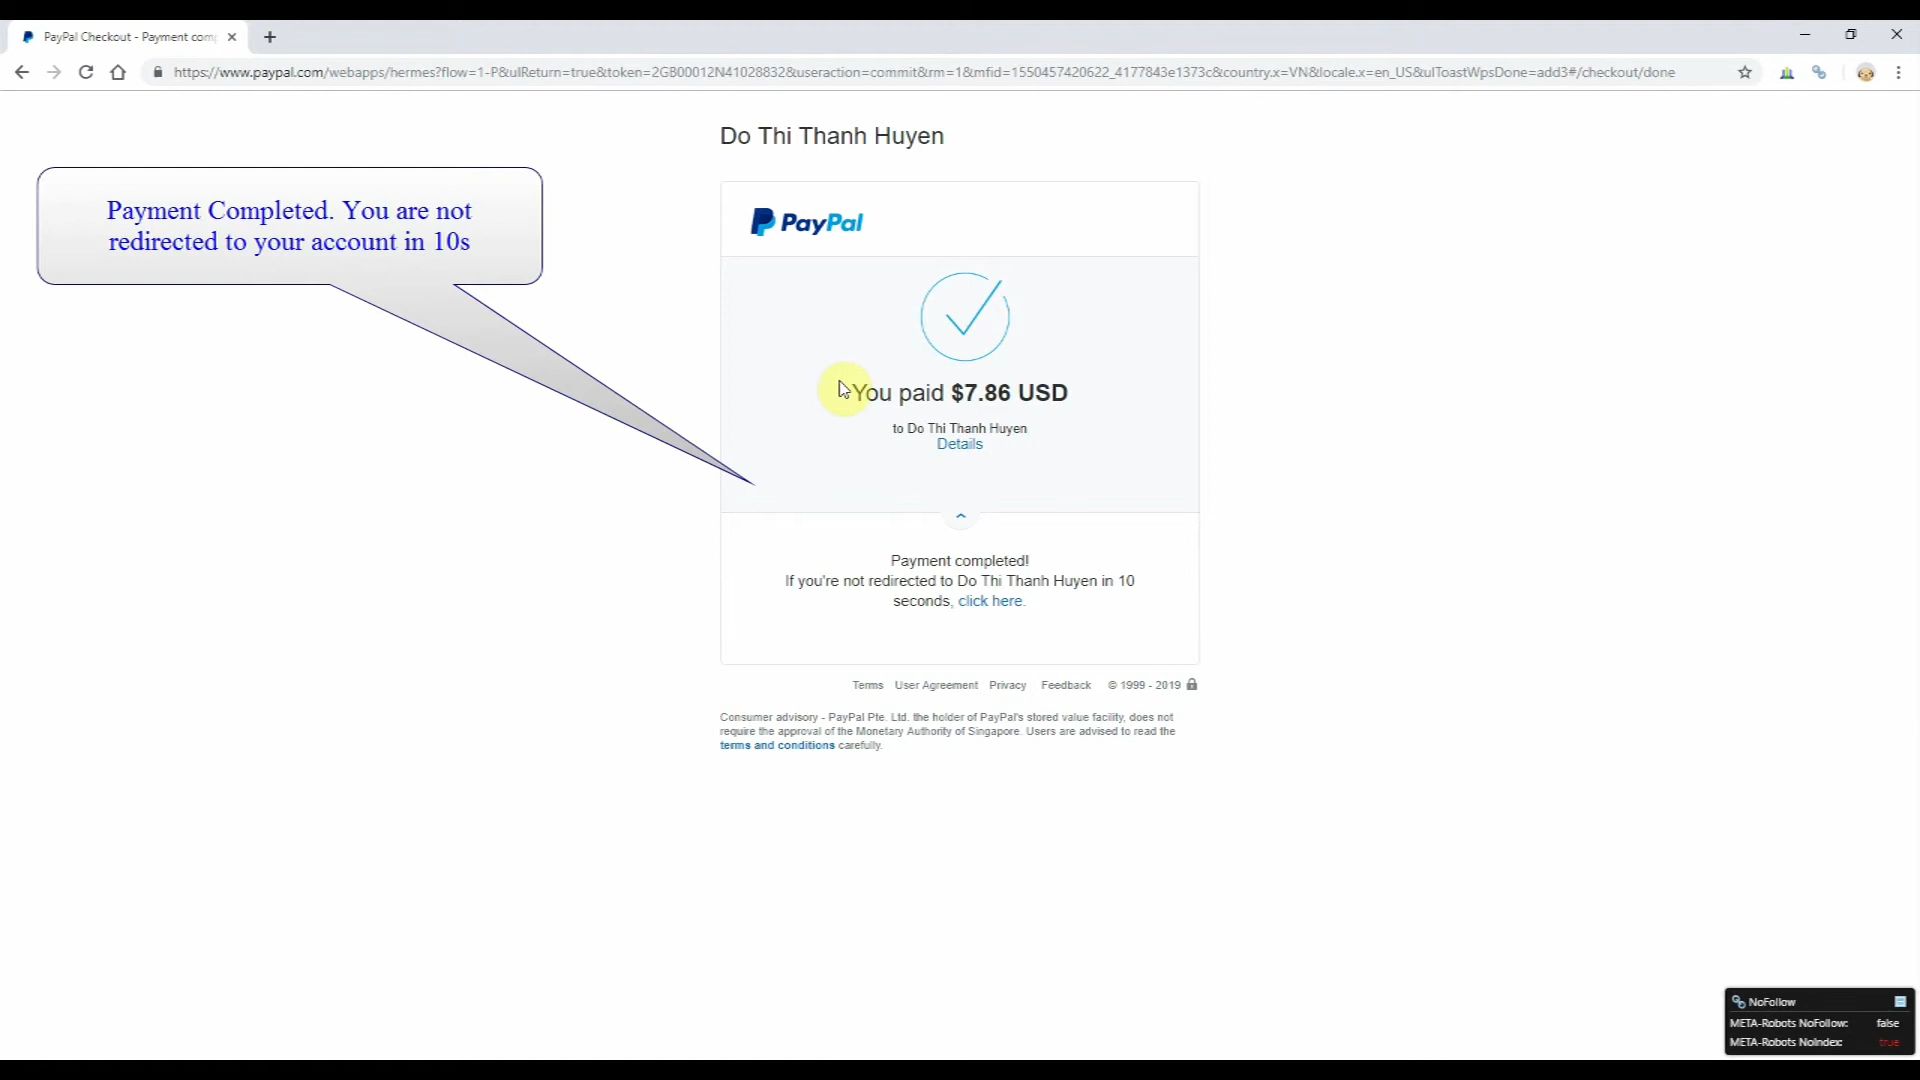 PayPal Checkout - Payment comp
https://www.paypal.com/webapps/hermes?flow=1-P&ulReturn=true&token=2GB00012N41028832&useraction=commit&rm=1&mfid=1550457420622_4177843e1373c&country.x=VN&locale.x=en_US&ulToastWpsDone=add3#/checkout/done
Do Thi Thanh Huyen
Payment Completed. You are not
redirected to your account in 10s
PayPal
You paid $7.86 USD
to Do Thi Thanh Huyen
Details
Payment completed!
If you're not redirected to Do Thi Thanh Huyen in 10
seconds, click here.
Terms User Agreement Privacy Feedback © 1999 - 2019
Consumer advisory - PayPal Pte. Ltd. the holder of PayPal's stored value facility, does not
require the approval of the Monetary Authority of Singapore. Users are advised to read the
terms and conditions carefully.
NoFollow
META-Robots NoFollow: false
META-Robots NoIndex: true